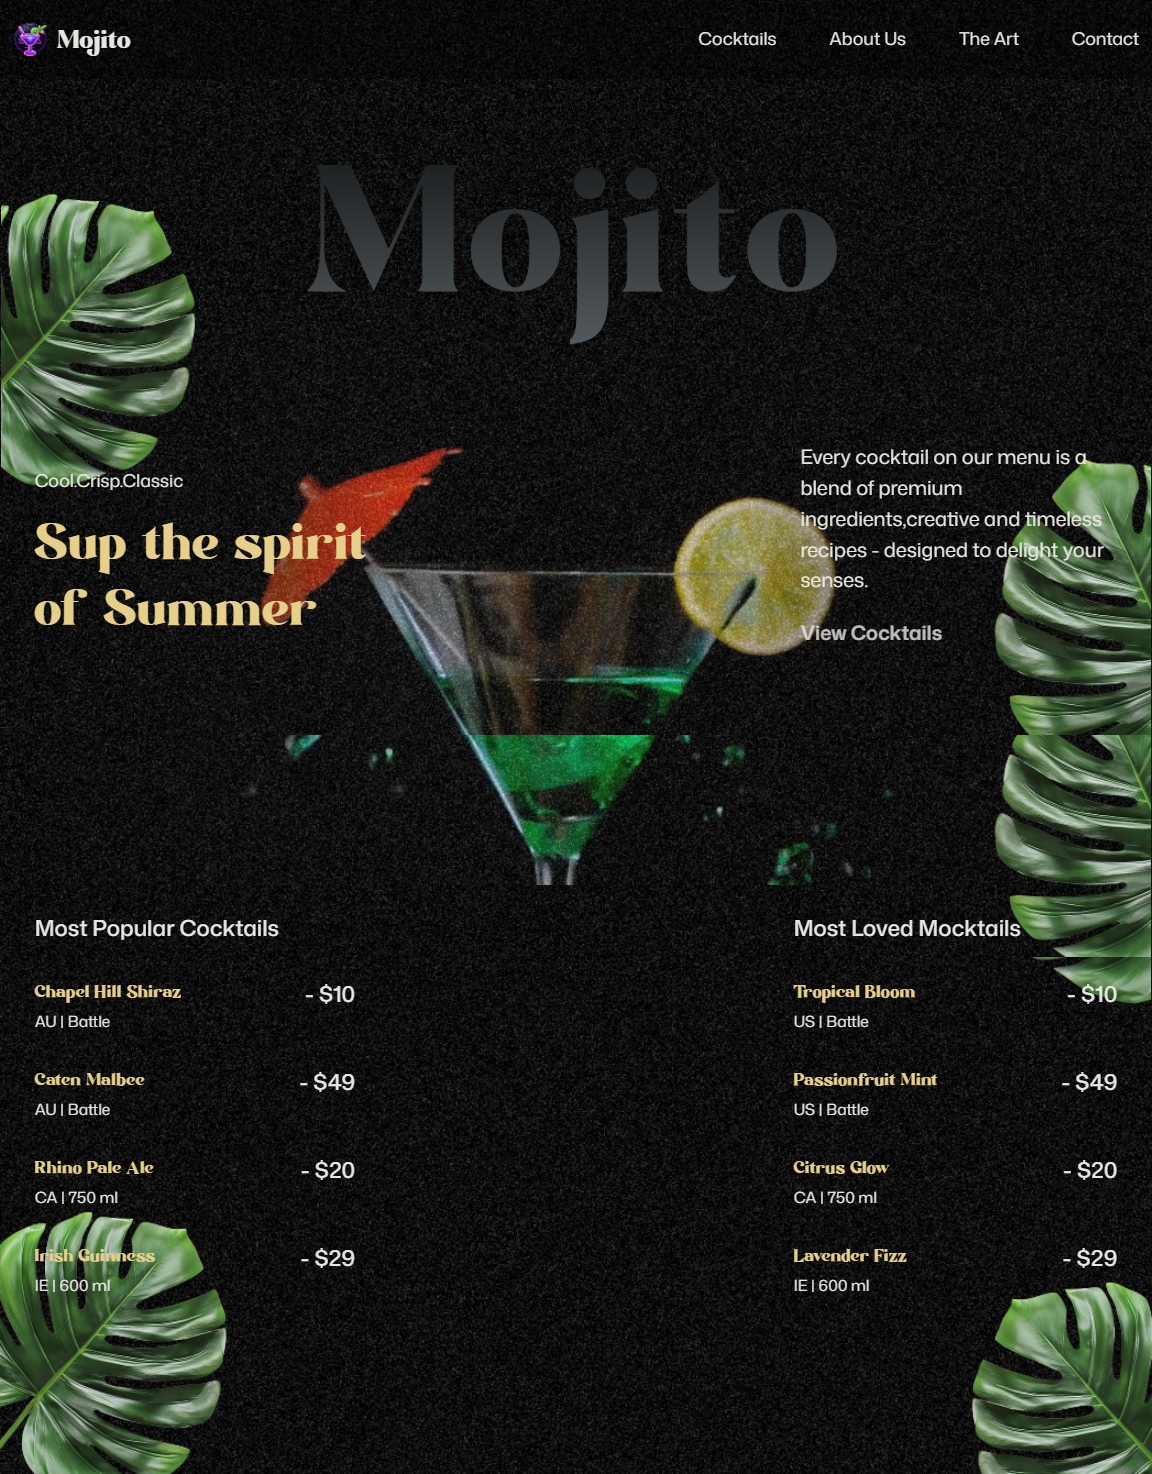 Mojito
Cocktails
About Us
The Art
Contact
Mojito
Cool.Crisp.Classic
Sup the spirit
of Summer
Every cocktail on our menu is a
blend of premium
ingredients,creative and timeless
recipes - designed to delight your
senses.
View Cocktails
Most Popular Cocktails
Chapel Hill Shiraz - $10
AU | Battle
Caten Malbee - $49
AU | Battle
Rhino Pale Ale - $20
CA | 750 ml
Irish Guinness - $29
IE | 600 ml
Most Loved Mocktails
Tropical Bloom - $10
US | Battle
Passionfruit Mint - $49
US | Battle
Citrus Glow - $20
CA | 750 ml
Lavender Fizz - $29
IE | 600 ml